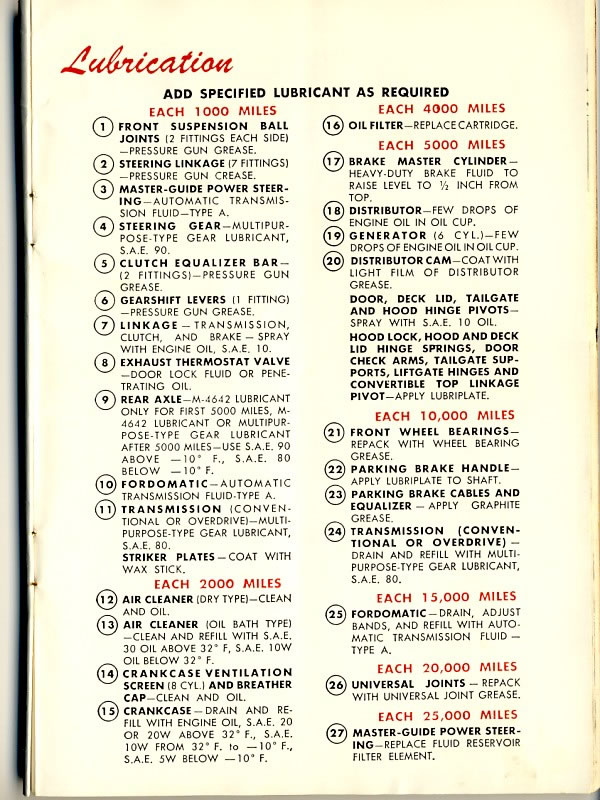 Lubrication
ADD SPECIFIED LUBRICANT AS REQUIRED
EACH 1000 MILES
1 FRONT SUSPENSION BALL
JOINTS (2 FITTINGS EACH SIDE)
—PRESSURE GUN GREASE.
2 STEERING LINKAGE (7 FITTINGS)
—PRESSURE GUN CREASE.
3 MASTER-GUIDE POWER STEER-
ING—AUTOMATIC TRANSMIS-
SION FLUID—TYPE A.
4 STEERING GEAR—MULTIPUR-
POSE-TYPE GEAR LUBRICANT,
S.A.E. 90.
5 CLUTCH EQUALIZER BAR—
(2 FITTINGS)—PRESSURE GUN
GREASE.
6 GEARSHIFT LEVERS (1 FITTING)
—PRESSURE GUN GREASE.
7 LINKAGE—TRANSMISSION,
CLUTCH, AND BRAKE—SPRAY
WITH ENGINE OIL, S.A.E. 10.
8 EXHAUST THERMOSTAT VALVE
—DOOR LOCK FLUID OR PENE-
TRATING OIL.
9 REAR AXLE—M-4642 LUBRICANT
ONLY FOR FIRST 5000 MILES, M-
4642 LUBRICANT OR MULTIPUR-
POSE-TYPE GEAR LUBRICANT
AFTER 5000 MILES—USE S.A.E. 90
ABOVE —10° F., S.A.E. 80
BELOW —10° F.
10 FORDOMATIC—AUTOMATIC
TRANSMISSION FLUID-TYPE A.
11 TRANSMISSION (CONVEN-
TIONAL OR OVERDRIVE)—MULTI-
PURPOSE-TYPE GEAR LUBRICANT,
S.A.E. 80.
STRIKER PLATES—COAT WITH
WAX STICK.
EACH 2000 MILES
12 AIR CLEANER (DRY TYPE)—CLEAN
AND OIL.
13 AIR CLEANER (OIL BATH TYPE)
—CLEAN AND REFILL WITH S.A.E.
30 OIL ABOVE 32° F, S.A.E. 10W
OIL BELOW 32° F.
14 CRANKCASE VENTILATION
SCREEN (8 CYL.) AND BREATHER
CAP—CLEAN AND OIL.
15 CRANKCASE—DRAIN AND RE-
FILL WITH ENGINE OIL, S.A.E. 20
OR 20W ABOVE 32° F., S.A.E.
10W FROM 32° F. to —10° F.,
S.A.E. 5W BELOW —10° F.
EACH 4000 MILES
16 OIL FILTER—REPLACE CARTRIDGE.
EACH 5000 MILES
17 BRAKE MASTER CYLINDER—
HEAVY-DUTY BRAKE FLUID TO
RAISE LEVEL TO ½ INCH FROM
TOP.
18 DISTRIBUTOR—FEW DROPS OF
ENGINE OIL IN OIL CUP.
19 GENERATOR (6 CYL.)—FEW
DROPS OF ENGINE OIL IN OIL CUP.
20 DISTRIBUTOR CAM—COAT WITH
LIGHT FILM OF DISTRIBUTOR
GREASE.
DOOR, DECK LID, TAILGATE
AND HOOD HINGE PIVOTS—
SPRAY WITH S.A.E. 10 OIL.
HOOD LOCK, HOOD AND DECK
LID HINGE SPRINGS, DOOR
CHECK ARMS, TAILGATE SUP-
PORTS, LIFTGATE HINGES AND
CONVERTIBLE TOP LINKAGE
PIVOT—APPLY LUBRIPLATE.
EACH 10,000 MILES
21 FRONT WHEEL BEARINGS—
REPACK WITH WHEEL BEARING
GREASE.
22 PARKING BRAKE HANDLE—
APPLY LUBRIPLATE TO SHAFT.
23 PARKING BRAKE CABLES AND
EQUALIZER—APPLY GRAPHITE
GREASE.
24 TRANSMISSION (CONVEN-
TIONAL OR OVERDRIVE)—
DRAIN AND REFILL WITH MULTI-
PURPOSE-TYPE GEAR LUBRICANT,
S.A.E. 80.
EACH 15,000 MILES
25 FORDOMATIC—DRAIN, ADJUST
BANDS, AND REFILL WITH AUTO-
MATIC TRANSMISSION FLUID—
TYPE A.
EACH 20,000 MILES
26 UNIVERSAL JOINTS—REPACK
WITH UNIVERSAL JOINT GREASE.
EACH 25,000 MILES
27 MASTER-GUIDE POWER STEER-
ING—REPLACE FLUID RESERVOIR
FILTER ELEMENT.